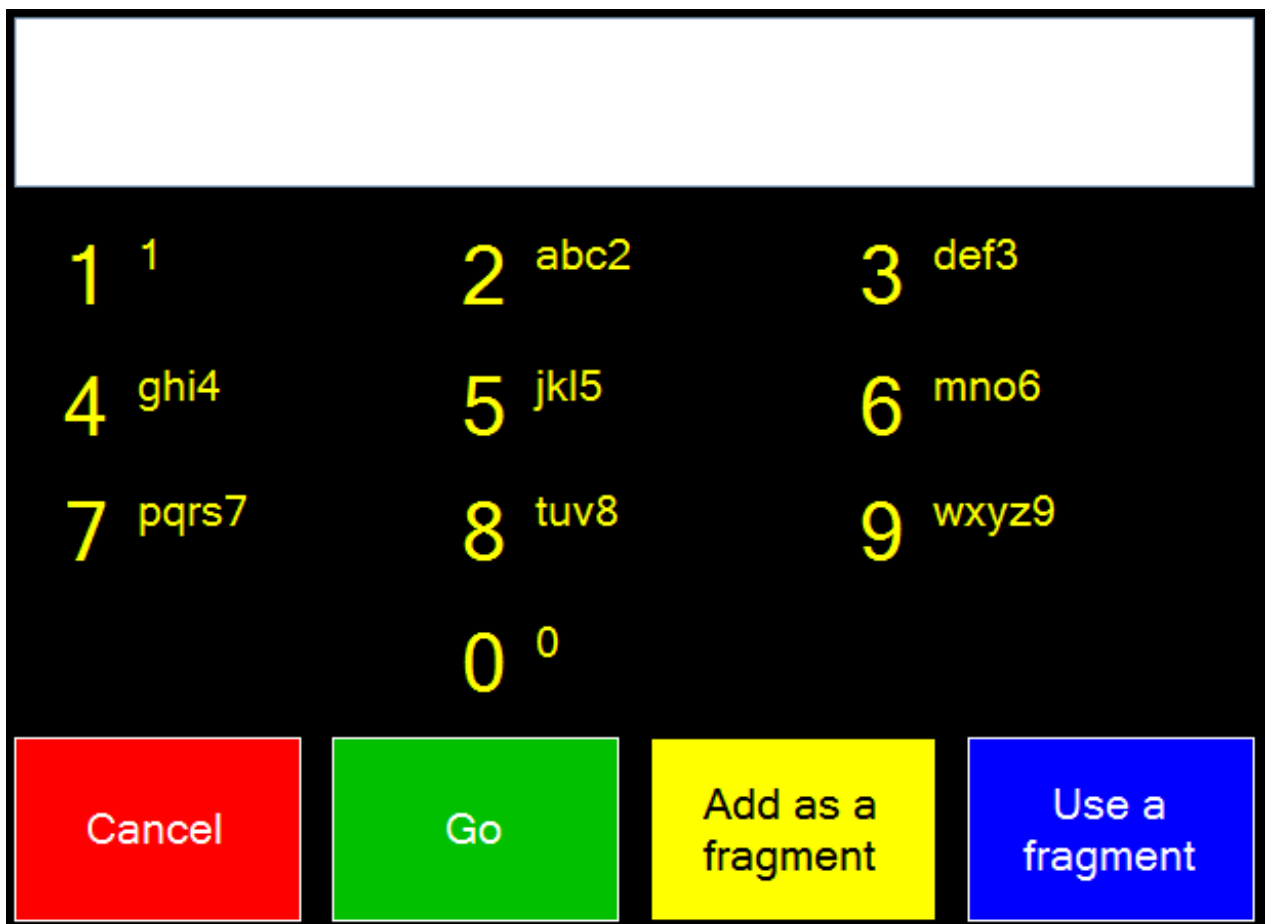 1 1 2 abc2 3 def3
4 ghi4 5 jkl5 6 mno6
7 pqrs7 8 tuv8 9 wxyz9
0 0
Cancel
Go
Add as a
fragment
Use a
fragment